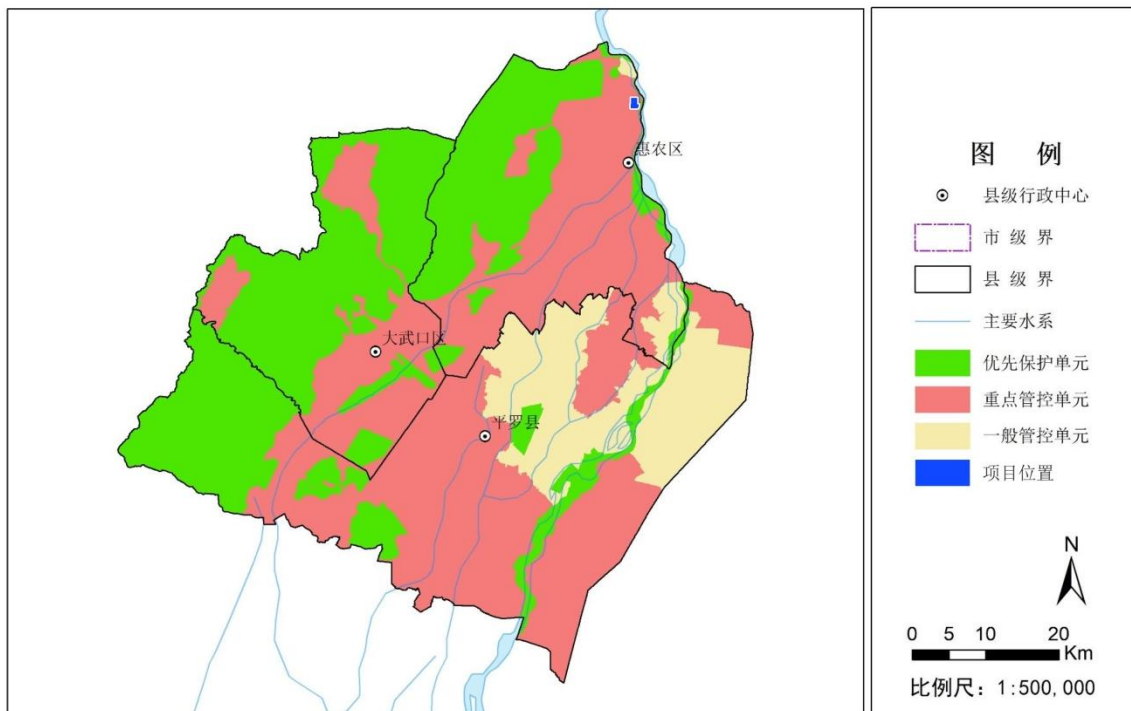 惠农区
大武口区
平罗县
图 例
县级行政中心
市 级 界
县 级 界
主要水系
优先保护单元
重点管控单元
一般管控单元
项目位置
N
0 5 10 20
Km
比例尺：1:500,000